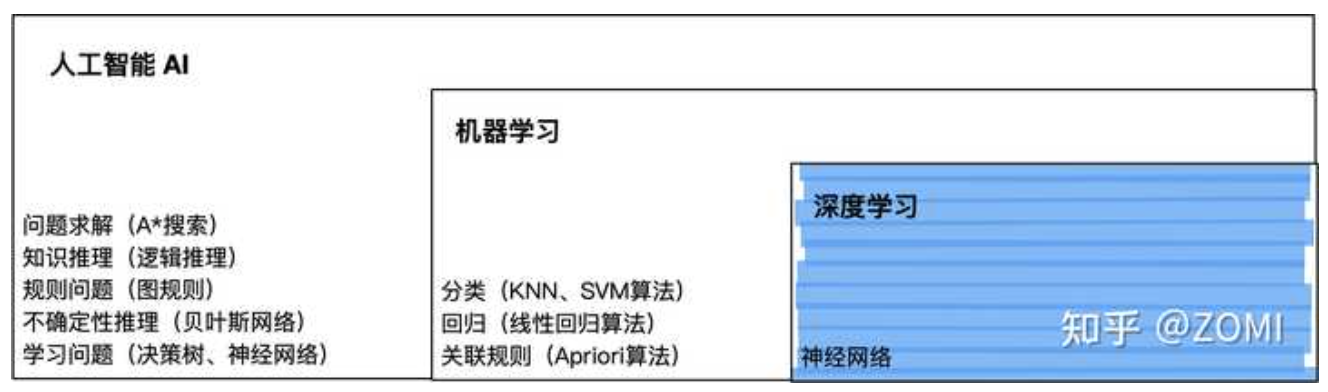 人工智能 AI
机器学习
深度学习
问题求解（A*搜索）
知识推理（逻辑推理）
规则问题（图规则）
不确定性推理（贝叶斯网络）
学习问题（决策树、神经网络）
分类（KNN、SVM算法）
回归（线性回归算法）
关联规则（Apriori算法）
神经网络
知乎 @ZOMI